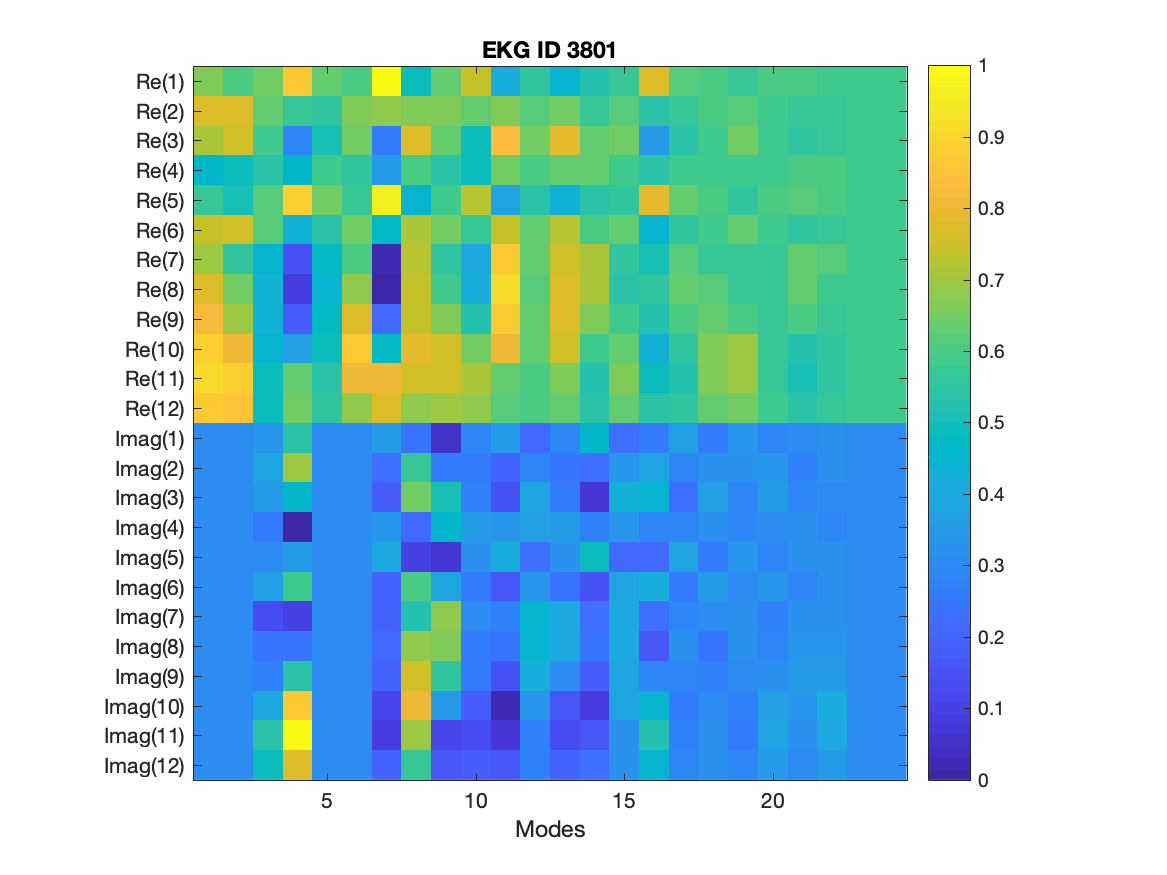 EKG ID 3801
Re(1)
Re(2)
Re(3)
Re(4)
Re(5)
Re(6)
Re(7)
Re(8)
Re(9)
Re(10)
Re(11)
Re(12)
Imag(1)
Imag(2)
Imag(3)
Imag(4)
Imag(5)
Imag(6)
Imag(7)
Imag(8)
Imag(9)
Imag(10)
Imag(11)
Imag(12)
5 10 15 20
Modes
1
0.9
0.8
0.7
0.6
0.5
0.4
0.3
0.2
0.1
0